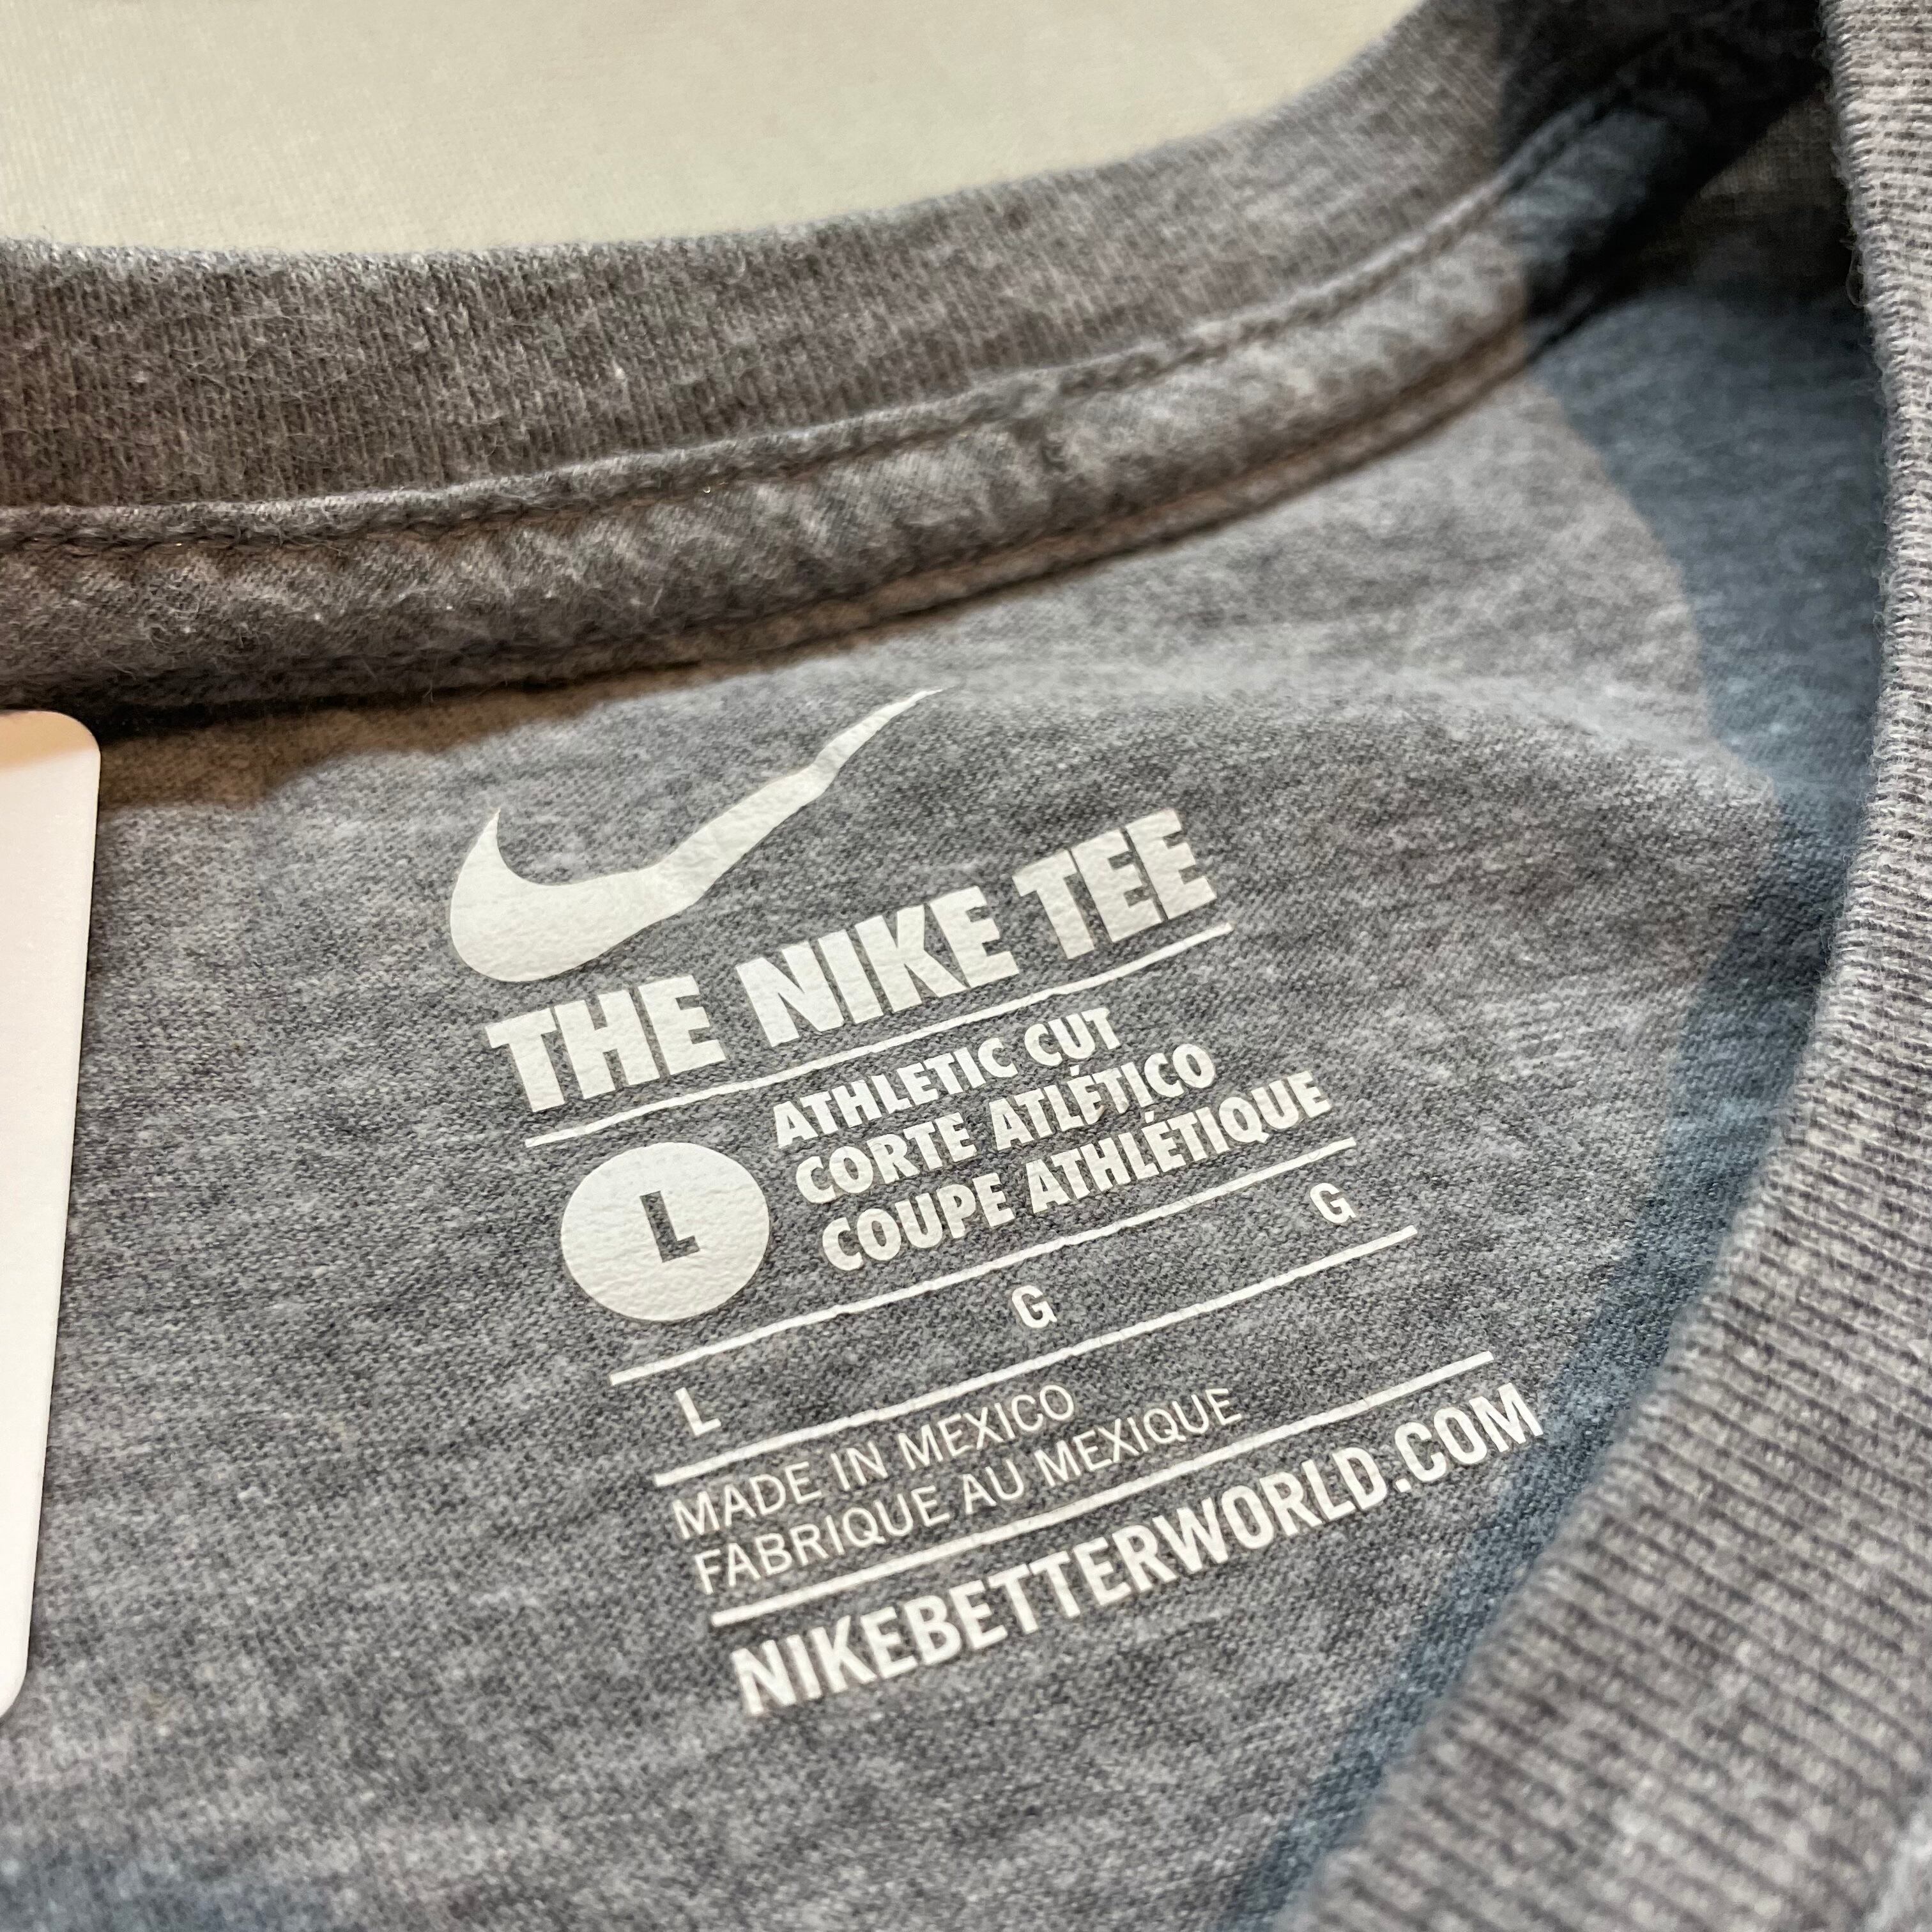 THE NIKE TEE
L
ATHLETIC CUT
CORTE ATLÉTICO
COUPE ATHLÉTIQUE
L G G
MADE IN MEXICO
FABRIQUE AU MEXIQUE
NIKEBETTERWORLD.COM